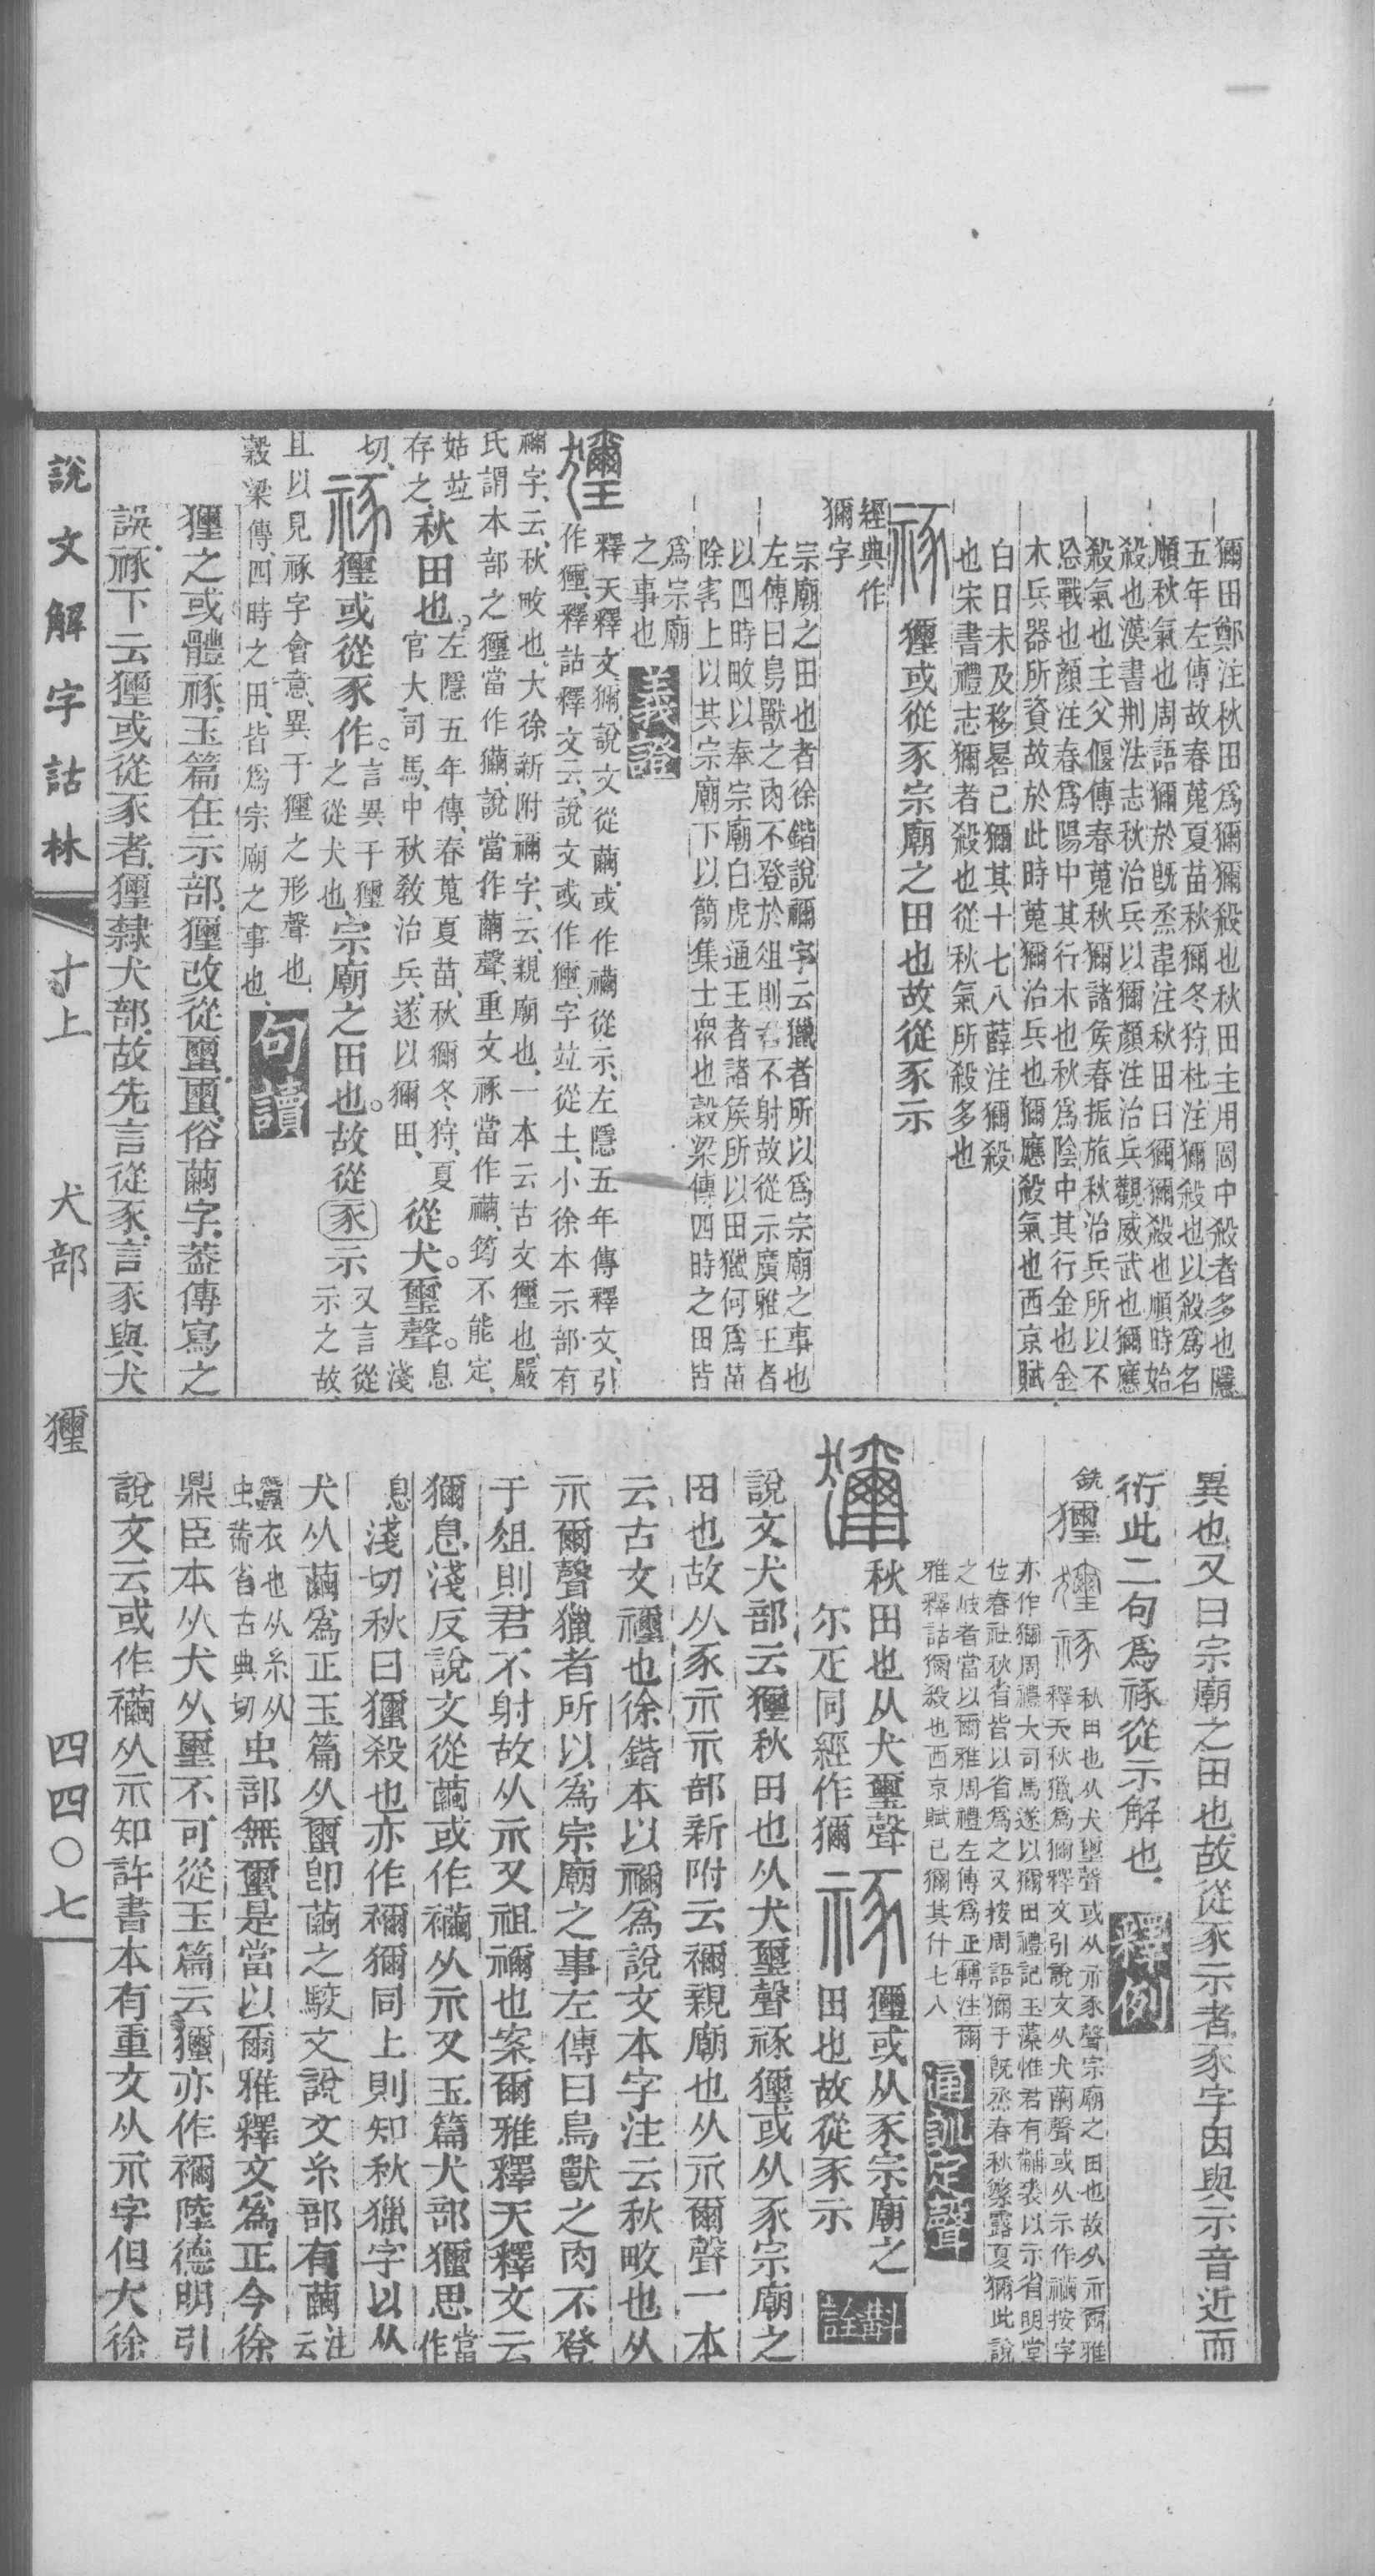 獮田鄭注秋田爲獮獮殺也秋田主用罔中殺者多也隱
五年左傳故春蒐夏苗秋獮冬狩杜注獮殺也以殺爲名
順秋氣也周語獮於旣烝韋注秋田曰獮獮殺也順時始
殺也漢書荆法志秋治兵以獮顏注治兵觀威武也獮應
殺氣也主父偃傳春蒐秋獮諸矦春振旅秋治兵所以不
忘戰也顏注春爲陽中其行木也秋爲陰中其行金也金
木兵器所資故於此時蒐獮治兵也獮應殺氣也西京賦
白日未及移晷已獮其十七八薛注獮殺
也宋書禮志獮者殺也從秋氣所殺多也
䄠 玃或從豕宗廟之田也故從豕示
經典作
獮字
宗廟之田也者徐鍇說禰字云獵者所以爲宗廟之事也
左傳曰鳥獸之肉不登於俎則君不射故從示廣雅王者
以四時畋以奉宗廟白虎通王者諸矦所以田獵何爲苗
除害上以其宗廟下以簡集士眾也穀梁傳四時之田皆
爲宗廟
之事也
義證
釋天釋文獮說文從繭或作襺從示左隱五年傳釋文引
作玃釋詁釋文云說文或作玃字竝從土小徐本示部有
禰字云秋畋也大徐新附禰字云親廟也一本云古文玃也嚴
氏謂本部之玃當作㺖說當作繭聲重文䄠當作襺筠不能定
姑竝
存之
秋田也
左隱五年傳春蒐夏苗秋獮冬狩夏
官大司馬中秋敎治兵遂以獮田
從犬璽聲
息淺
切
玃或從豕作
言異于玃
之從犬也
宗廟之田也故從豕示
又言從
示之故
且以見䄠字會意異于玃之形聲也
穀梁傳四時之田皆爲宗廟之事也
句讀
玃之或體䄠玉篇在示部玃改從壐壐俗繭字葢傳寫之
誤䄠下云玃或從豕者玃隸犬部故先言從豕言豕與犬
異也又曰宗廟之田也故從豕示者豕字因與示音近而
衍此二句爲䄠從示解也
釋例
銑
秋田也从犬璽聲或从示豕聲宗廟之田也故从示爾雅
釋天秋獵爲獮釋文引說文从犬繭聲或从示作襺按字
亦作獮周禮大司馬遂以獮田禮記玉藻惟君有黼裘以示省明堂
位春社秋省皆以省爲之又按周語獮于旣烝春秋繁露夏獮此說
之岐者當以爾雅周禮左傳爲正轉注爾
雅釋詁獮殺也西京賦已獮其什七八
通訓定聲
秋田也从犬璽聲
尒疋同經作獮
玃或从豕宗廟之
田也故從豕示
斠詮
說文犬部云玃秋田也从犬璽聲䄠玃或从豕宗廟之
田也故从豕示示部新附云禰親廟也从示爾聲一本
云古文禋也徐鍇本以禰爲說文本字注云秋畋也从
示爾聲獵者所以爲宗廟之事左傳曰鳥獸之肉不登
于俎則君不射故从示又祖禰也案爾雅釋天釋文云
獮息淺反說文從繭或作襺从示又玉篇犬部玃思
當作
息
淺切秋曰玃殺也亦作禰獮同上則知秋獵字以从
犬从繭爲正玉篇从壐卽繭之駮文說文糸部有繭
注云
蠶衣也从糸从
虫黹省古典切
虫部無壐是當以爾雅釋文爲正今徐
鼎臣本从犬从璽不可從玉篇云獮亦作禰陸德明引
說文云或作襺从示知許書本有重文从示字但大徐
說文解字詁林
十上
犬部
玃
四四〇七